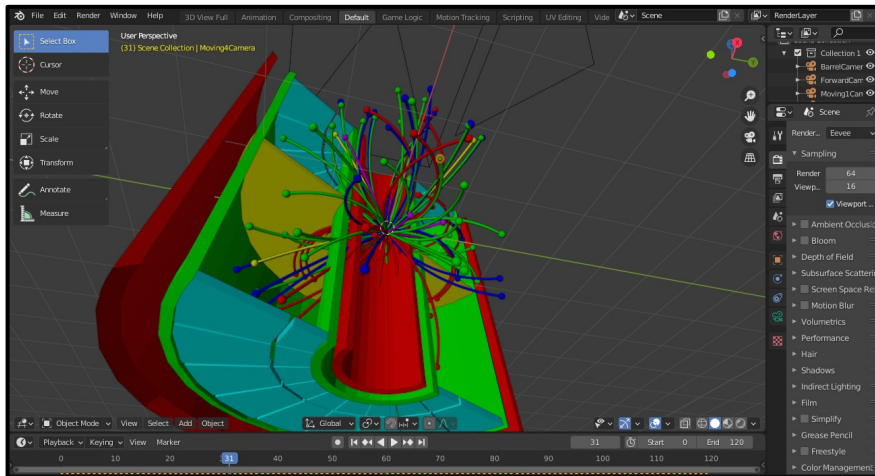 File Edit Render Window Help 3D View Full Animation Compositing Default Game Logic Motion Tracking Scripting UV Editing Vide Scene RenderLayer
Select Box
Cursor
Move
Rotate
Scale
Transform
Annotate
Measure
User Perspective
(31) Scene Collection | Moving4Camera
Y
Collection 1
BarrelCamer
ForwardCam
Moving1Can
Scene
Render.. Eevee
Sampling
Render 64
Viewp.. 16
Viewport ..
Ambient Occlus
Bloom
Depth of Field
Subsurface Scatterin
Screen Space Re
Motion Blur
Volumetrics
Performance
Hair
Shadows
Indirect Lighting
Film
Simplify
Grease Pencil
Freestyle
Color Management
Object Mode View Select Add Object Global
Playback Keying View Marker 31 Start 0 End 120
0 10 20 31 40 50 60 70 80 90 100 110 120